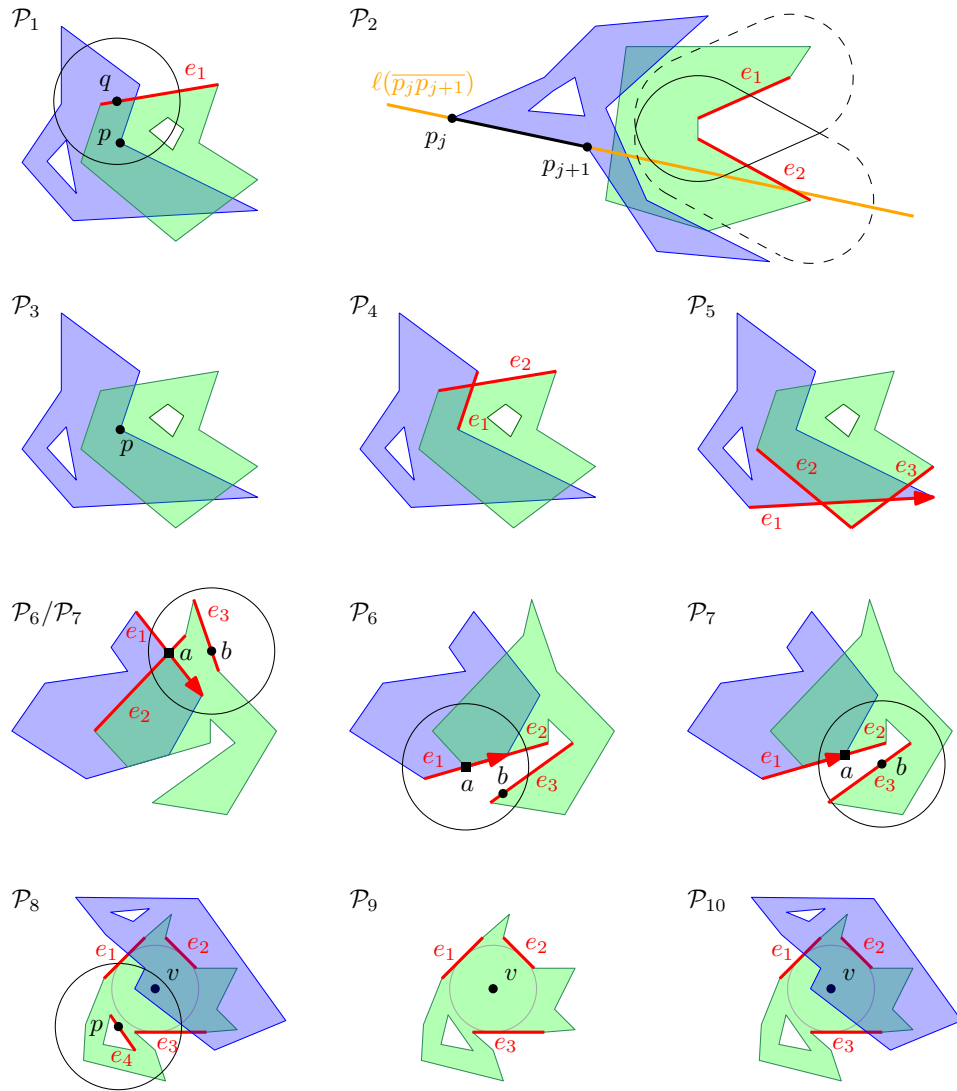 𝒫₁
q
e₁
p
𝒫₂
ℓ(p̅ⱼp̅ⱼ₊₁)
e₁
pⱼ
pⱼ₊₁
e₂
𝒫₃
p
𝒫₄
e₂
e₁
𝒫₅
e₂
e₃
e₁
𝒫₆/𝒫₇
e₁
e₃
a
b
e₂
𝒫₆
e₂
e₁
a
b
e₃
𝒫₇
e₂
e₁
a
b
e₃
𝒫₈
e₁
e₂
v
p
e₃
e₄
𝒫₉
e₁
e₂
v
e₃
𝒫₁₀
e₁
e₂
v
e₃